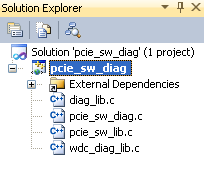 Solution Explorer
Solution 'pcie_sw_diag' (1 project)
pcie_sw_diag
External Dependencies
diag_lib.c
pcie_sw_diag.c
pcie_sw_lib.c
wdc_diag_lib.c